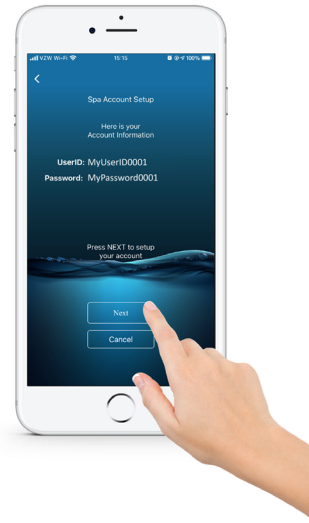 VZW Wi-Fi 15:15 100%
Spa Account Setup
Here is your
Account Information
UserID: MyUserID0001
Password: MyPassword0001
Press NEXT to setup
your account
Next
Cancel